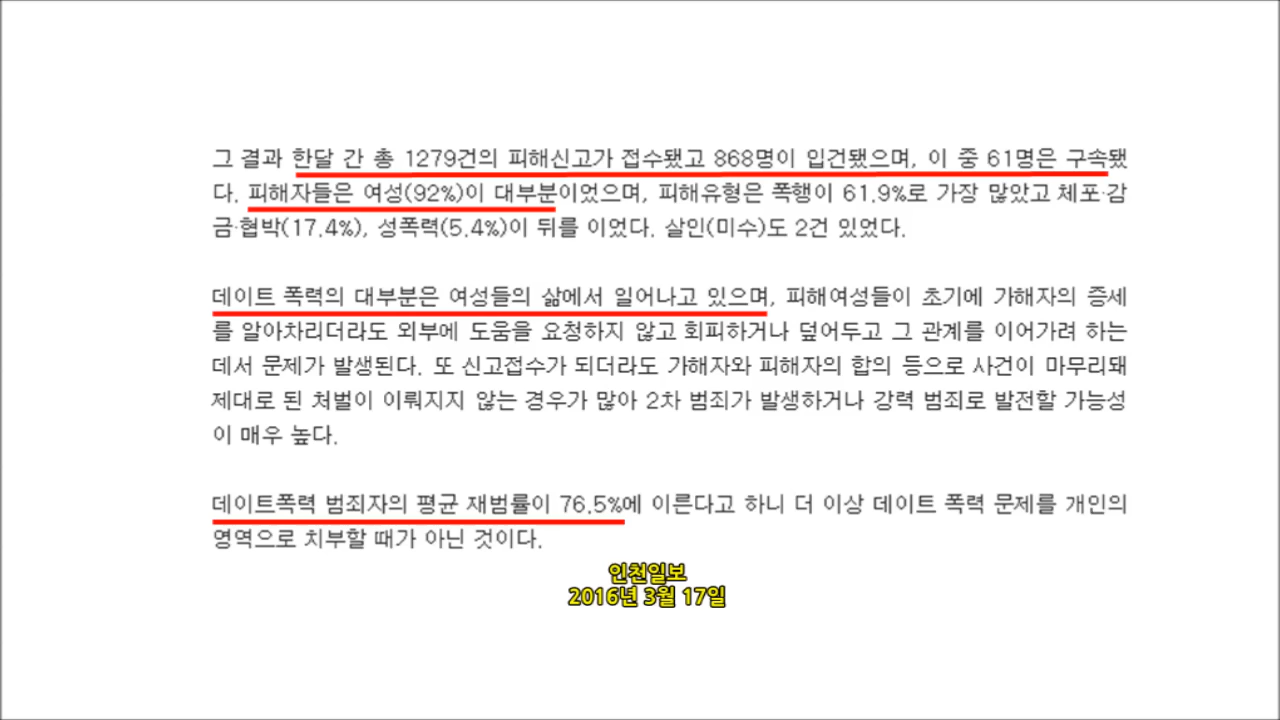 그 결과 한달 간 총 1279건의 피해신고가 접수됐고 868명이 입건됐으며, 이 중 61명은 구속됐
다. 피해자들은 여성(92%)이 대부분이었으며, 피해유형은 폭행이 61.9%로 가장 많았고 체포·감
금·협박(17.4%), 성폭력(5.4%)이 뒤를 이었다. 살인(미수)도 2건 있었다.
데이트 폭력의 대부분은 여성들의 삶에서 일어나고 있으며, 피해여성들이 초기에 가해자의 증세
를 알아차리더라도 외부에 도움을 요청하지 않고 회피하거나 덮어두고 그 관계를 이어가려 하는
데서 문제가 발생된다. 또 신고접수가 되더라도 가해자와 피해자의 합의 등으로 사건이 마무리돼
제대로 된 처벌이 이뤄지지 않는 경우가 많아 2차 범죄가 발생하거나 강력 범죄로 발전할 가능성
이 매우 높다.
데이트폭력 범죄자의 평균 재범률이 76.5%에 이른다고 하니 더 이상 데이트 폭력 문제를 개인의
영역으로 치부할 때가 아닌 것이다.
인천일보
2016년 3월 17일